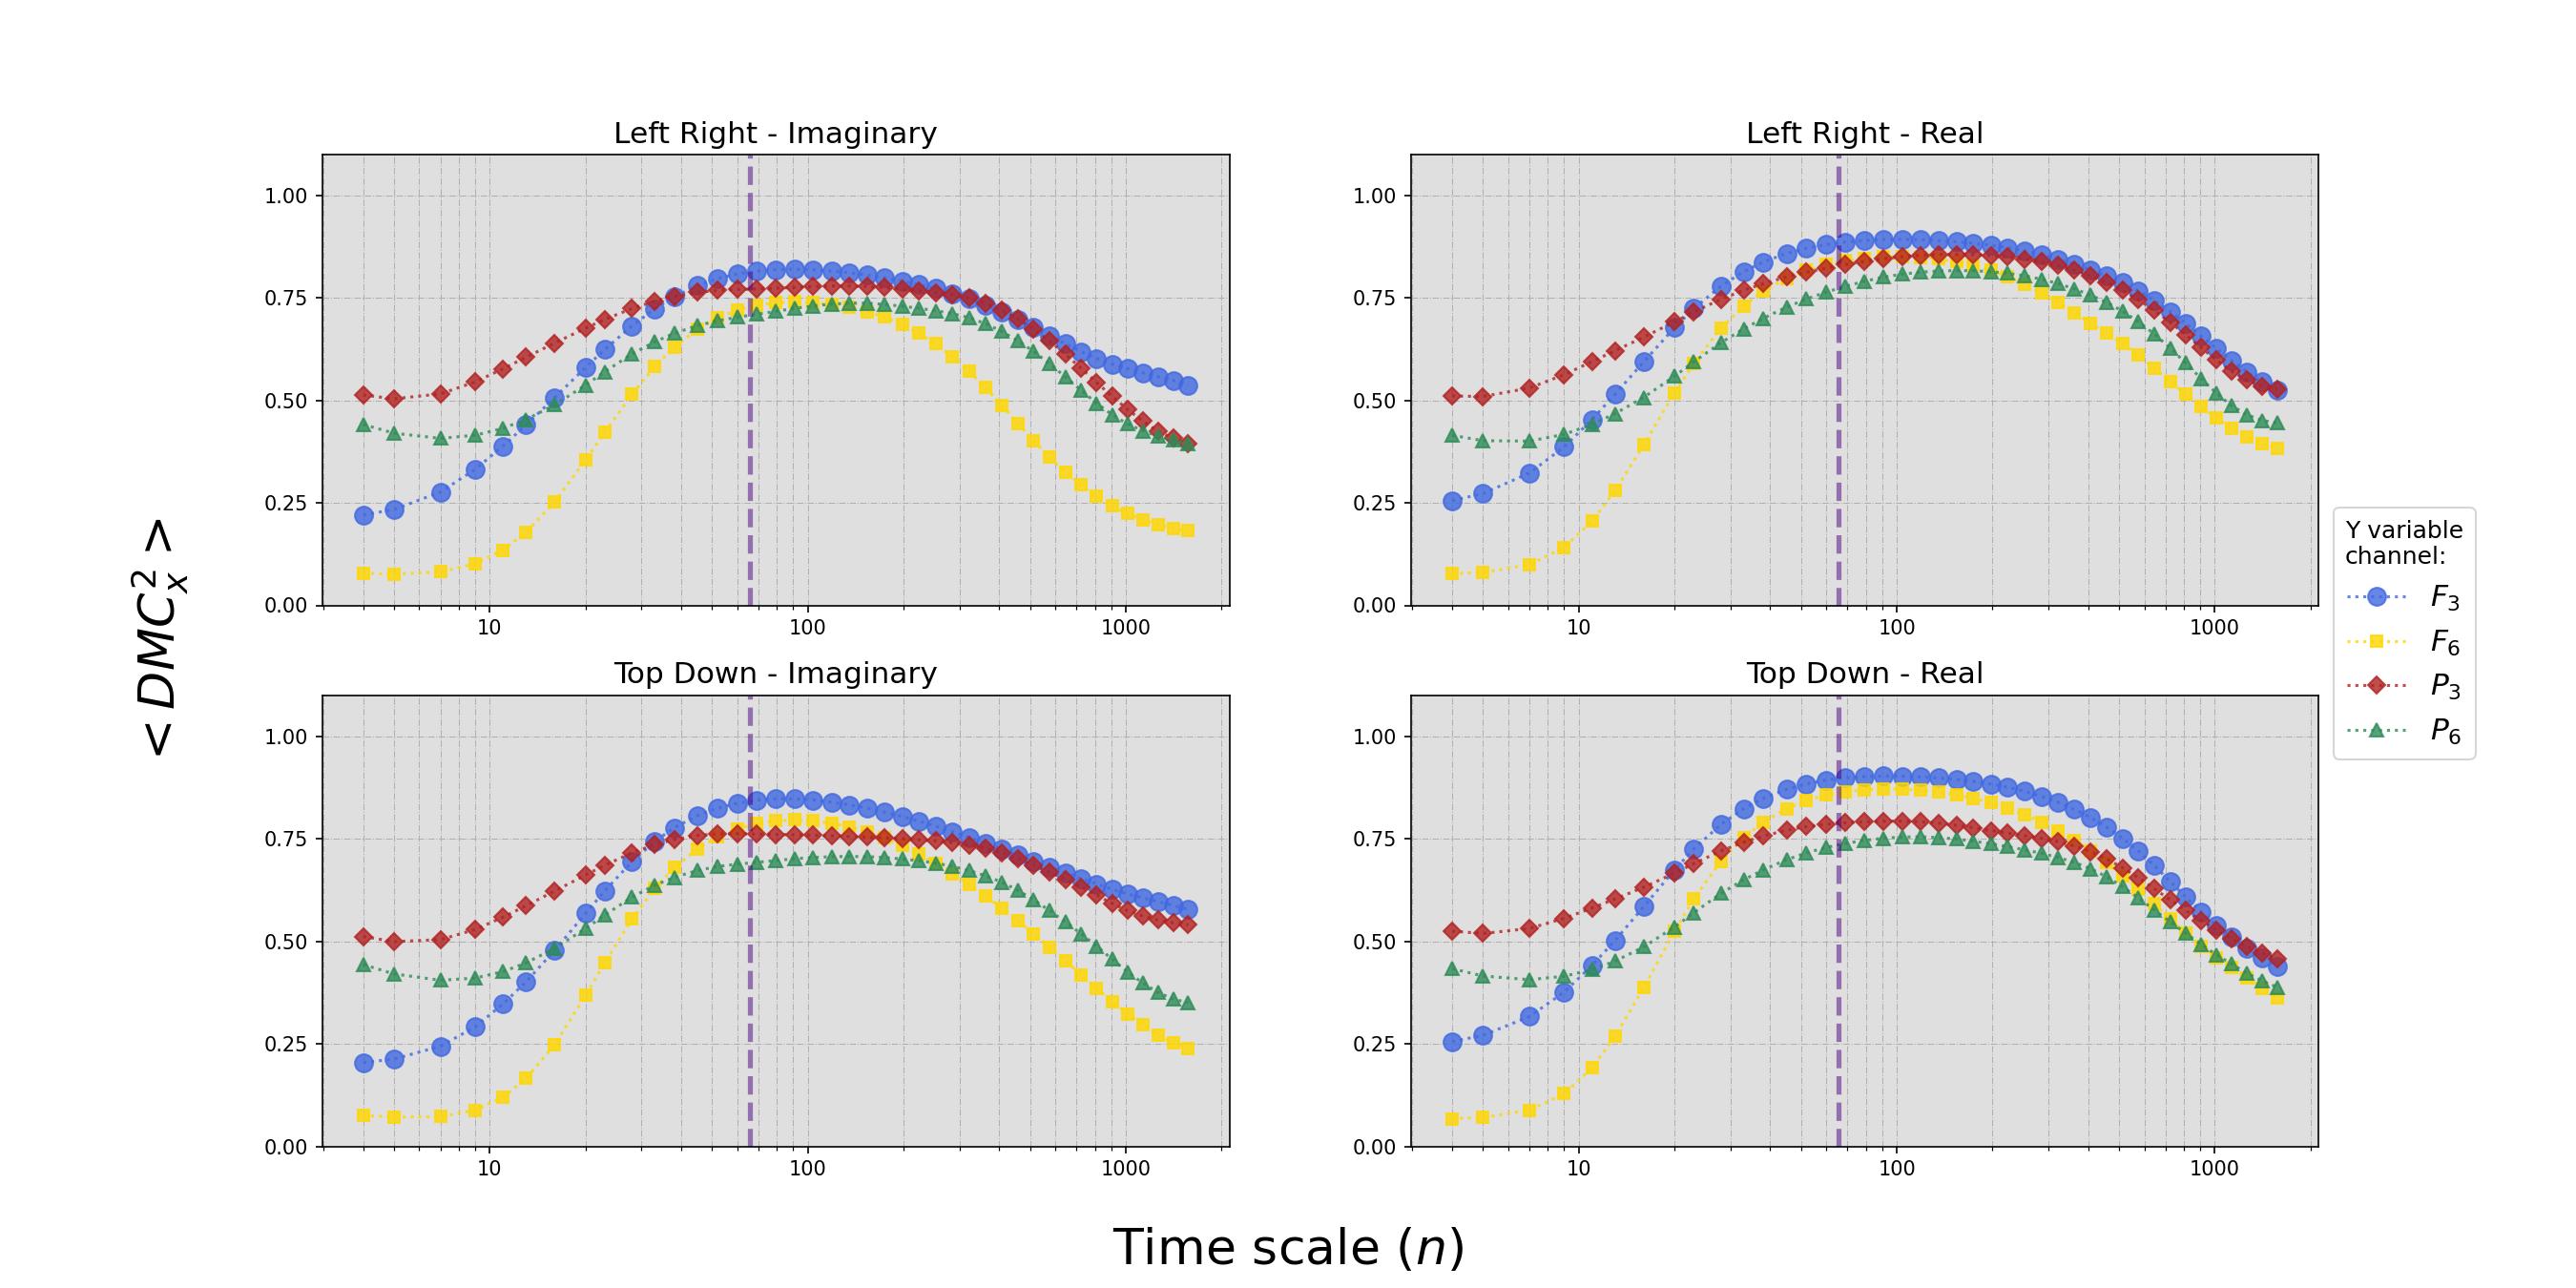 Left Right - Imaginary
1.00
0.75
0.50
0.25
0.00
10 100 1000
Left Right - Real
1.00
0.75
0.50
0.25
0.00
10 100 1000
Top Down - Imaginary
1.00
0.75
0.50
0.25
0.00
10 100 1000
Top Down - Real
1.00
0.75
0.50
0.25
0.00
10 100 1000
< DMC²ₓ >
Time scale (n)
Y variable
channel:
F₃
F₆
P₃
P₆